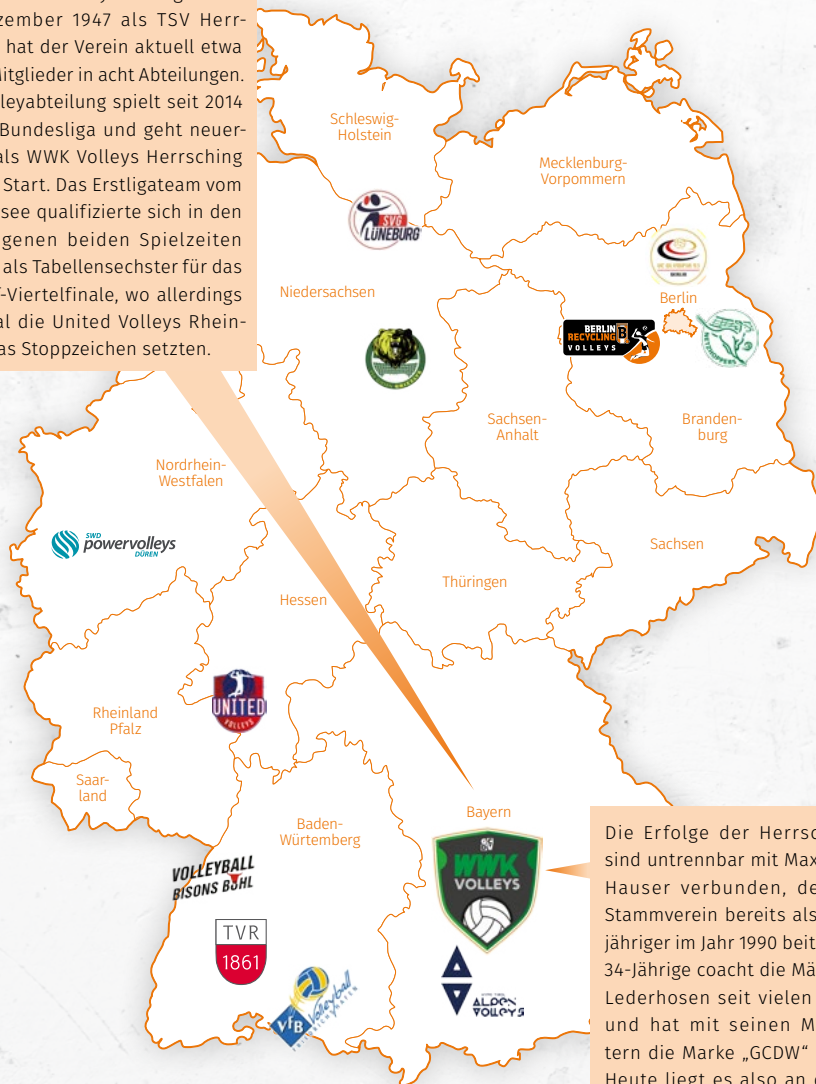 zember 1947 als TSV Herr-
hat der Verein aktuell etwa
Mitglieder in acht Abteilungen.
leyabteilung spielt seit 2014
Bundesliga und geht neuer-
als WWK Volleys Herrsching
Start. Das Erstligateam vom
see qualifizierte sich in den
genen beiden Spielzeiten
als Tabellensechster für das
-Viertelfinale, wo allerdings
al die United Volleys Rhein-
as Stoppzeichen setzten.
Schleswig-
Holstein
Mecklenburg-
Vorpommern
SVG
LÜNEBURG
Niedersachsen
Berlin
BERLIN
RECYCLING
VOLLEYS
NETZHOPPERS
Sachsen-
Anhalt
Branden-
burg
Nordrhein-
Westfalen
SWD
powervolleys
DÜREN
Sachsen
Thüringen
Hessen
UNITED
VOLLEYS
Rheinland
Pfalz
Saar-
land
Baden-
Würtemberg
Bayern
WWK
VOLLEYS
VOLLEYBALL
BISONS BÜHL
TVR
1861
VfB
Volleyball
FRIEDRICHSHAFEN
ALPEN
VOLLEYS
Die Erfolge der Herrsc
sind untrennbar mit Max
Hauser verbunden, de
Stammverein bereits als
jähriger im Jahr 1990 beit
34-Jährige coacht die Mä
Lederhosen seit vielen
und hat mit seinen M
tern die Marke „GCDW“
Heute liegt es also an